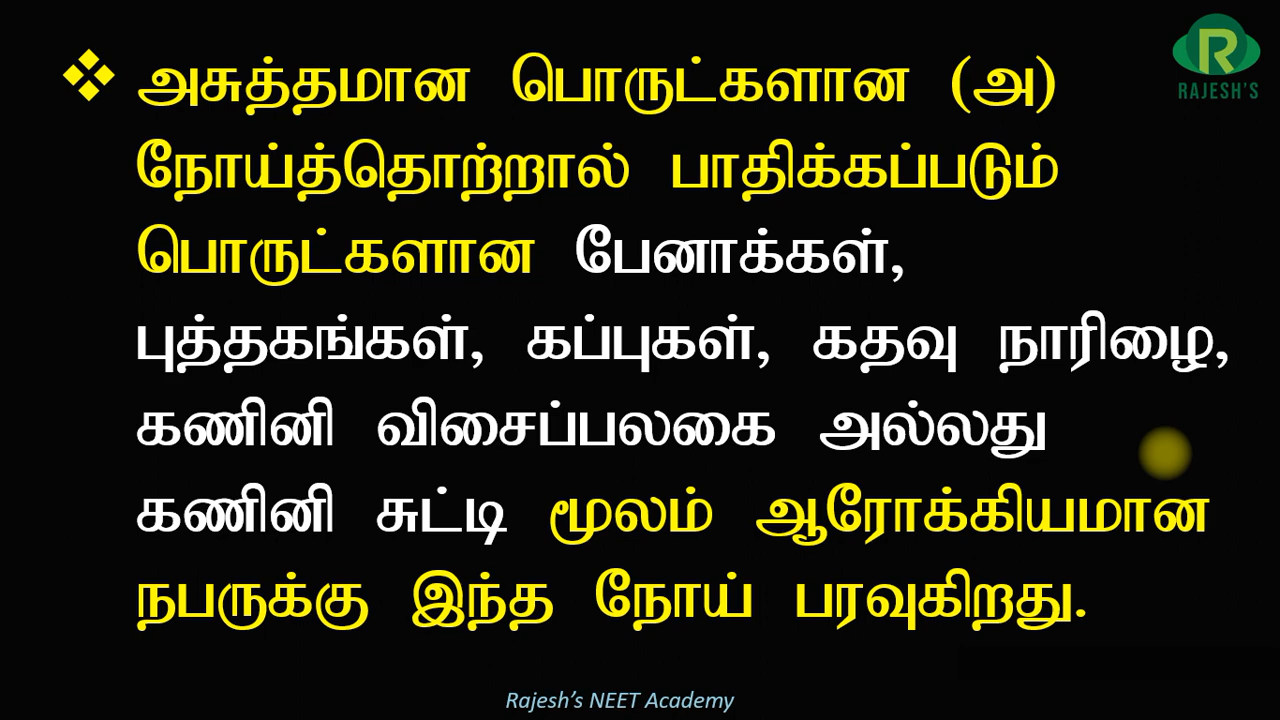 ❖ அசுத்தமான பொருட்களான (அ)
நோய்த்தொற்றால் பாதிக்கப்படும்
பொருட்களான பேனாக்கள்,
புத்தகங்கள், கப்புகள், கதவு நாரிழை,
கணினி விசைப்பலகை அல்லது
கணினி சுட்டி மூலம் ஆரோக்கியமான
நபருக்கு இந்த நோய் பரவுகிறது.
R
RAJESH'S
Rajesh's NEET Academy